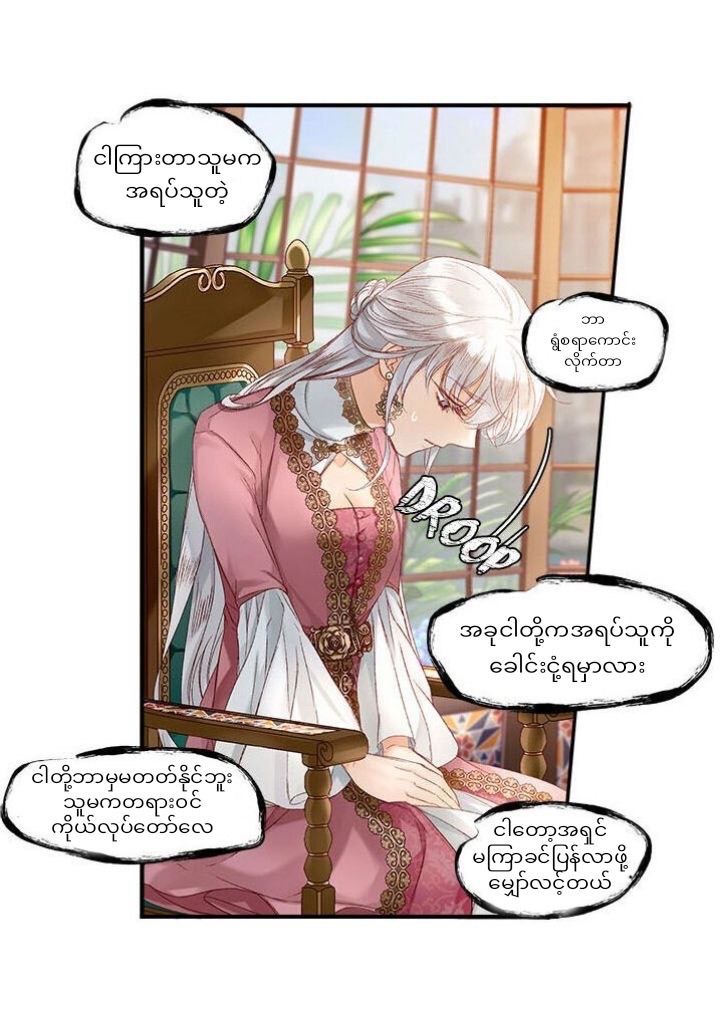 ငါကြားတာသူမက
အရပ်သူတဲ့
ဘာ
ရွံစရာကောင်း
လိုက်တာ
DROOP
အခုငါတို့ကအရပ်သူကို
ခေါင်းငုံ့ရမှာလား
ငါတို့ဘာမှမတတ်နိုင်ဘူး
သူမကတရားဝင်
ကိုယ်လုပ်တော်လေ
ငါတော့အရှင်
မကြာခင်ပြန်လာဖို့
မျှော်လင့်တယ်